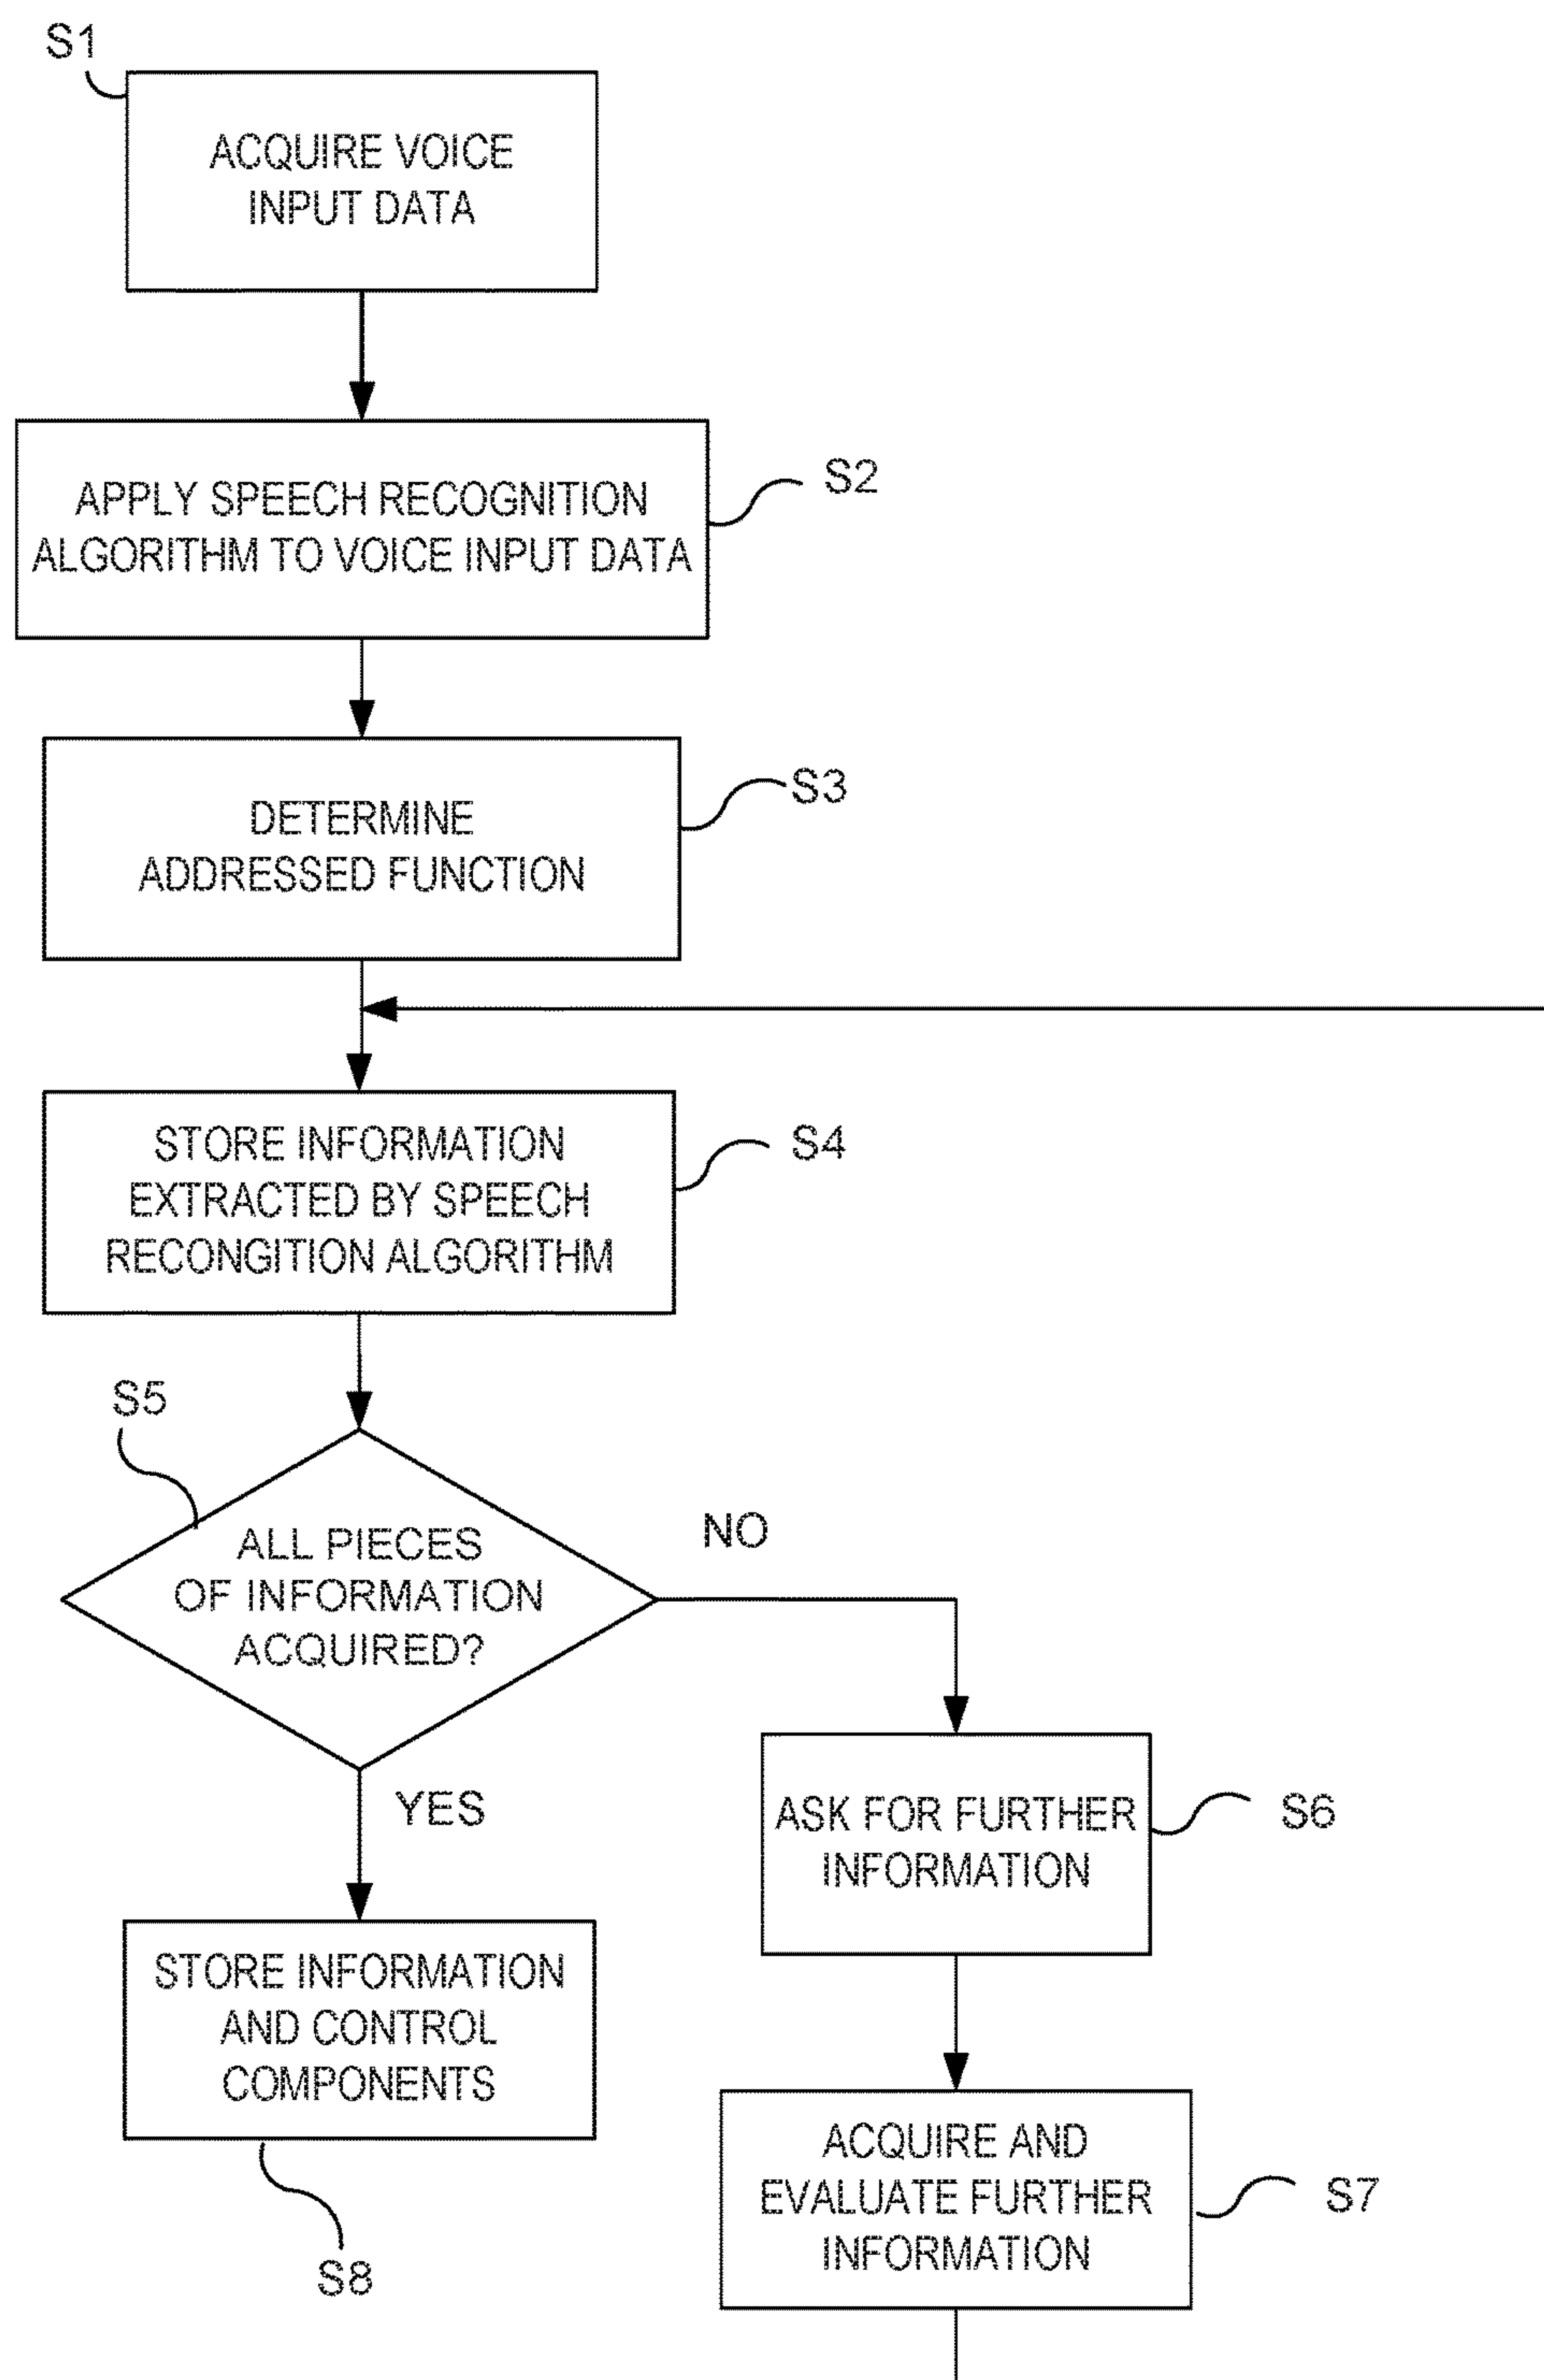 S1
ACQUIRE VOICE
INPUT DATA
APPLY SPEECH RECOGNITION
ALGORITHM TO VOICE INPUT DATA
S2
DETERMINE
ADDRESSED FUNCTION
S3
STORE INFORMATION
EXTRACTED BY SPEECH
RECONGITION ALGORITHM
S4
S5
ALL PIECES
OF INFORMATION
ACQUIRED?
NO
YES
ASK FOR FURTHER
INFORMATION
S6
STORE INFORMATION
AND CONTROL
COMPONENTS
S8
ACQUIRE AND
EVALUATE FURTHER
INFORMATION
S7